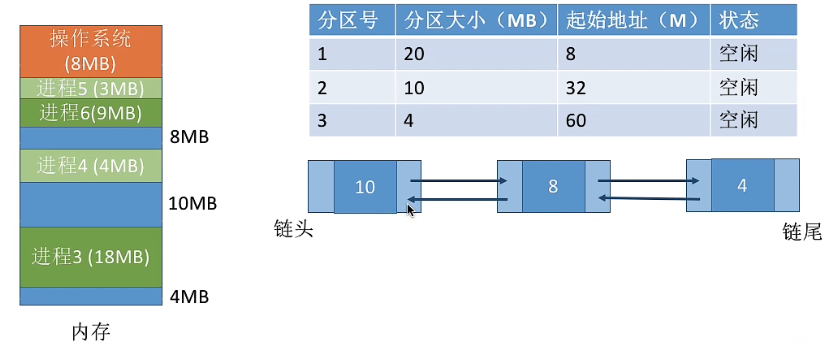 操作系统
(8MB)
进程5 (3MB)
进程6(9MB)
8MB
进程4 (4MB)
10MB
进程3 (18MB)
4MB
内存
分区号 分区大小（MB） 起始地址（M） 状态
1 20 8 空闲
2 10 32 空闲
3 4 60 空闲
10 8 4
链头 链尾